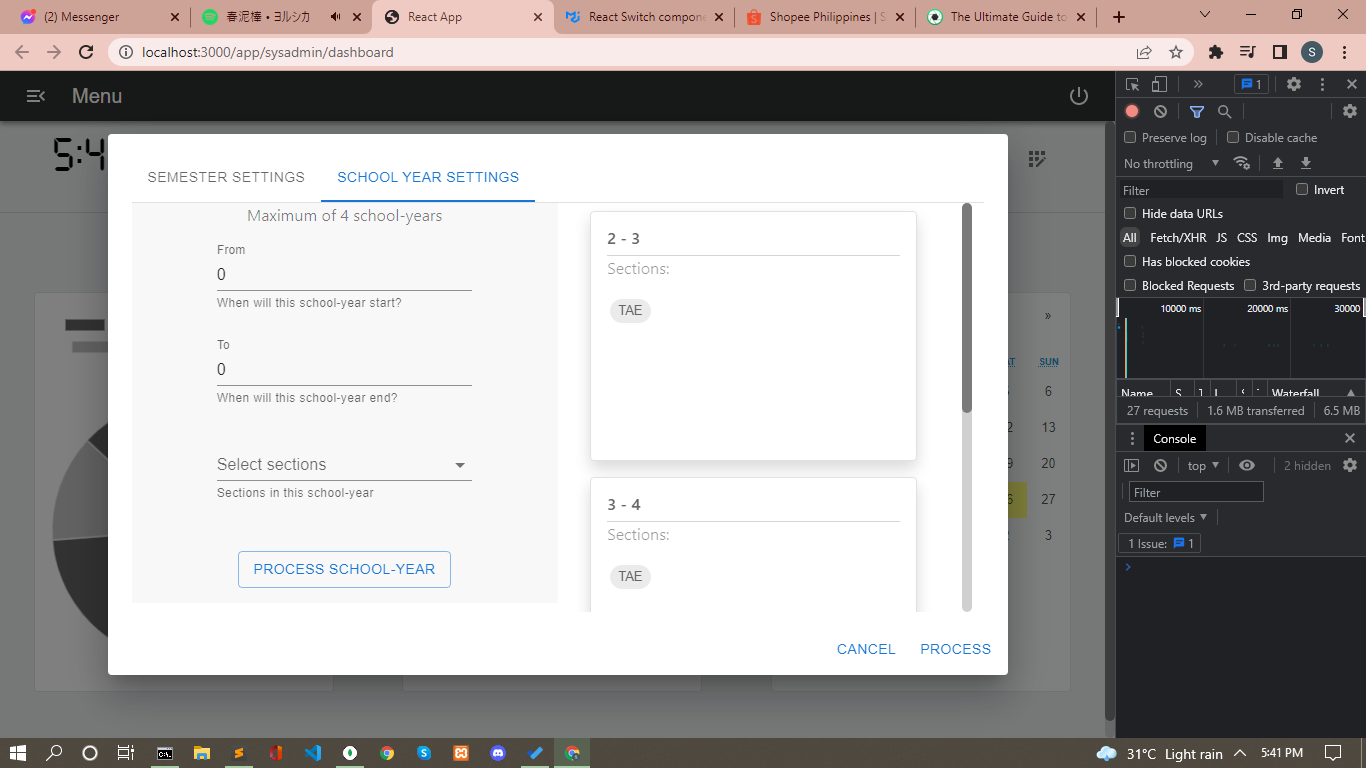 (2) Messenger
春泥棒 • ヨルシカ
React App
React Switch compone
Shopee Philippines | S
The Ultimate Guide to
localhost:3000/app/sysadmin/dashboard
S
Menu
5:4
SEMESTER SETTINGS
SCHOOL YEAR SETTINGS
Maximum of 4 school-years
From
0
When will this school-year start?
To
0
When will this school-year end?
Select sections
Sections in this school-year
PROCESS SCHOOL-YEAR
2 - 3
Sections:
TAE
3 - 4
Sections:
TAE
CANCEL
PROCESS
»
SUN
6
13
20
27
3
1
Preserve log
Disable cache
No throttling
Filter
Invert
Hide data URLs
All Fetch/XHR JS CSS Img Media Font
Has blocked cookies
Blocked Requests
3rd-party requests
10000 ms
20000 ms
30000
Name
Waterfall
27 requests
1.6 MB transferred
6.5 MB
Console
top
2 hidden
Filter
Default levels
1 Issue:
1
31°C Light rain
5:41 PM